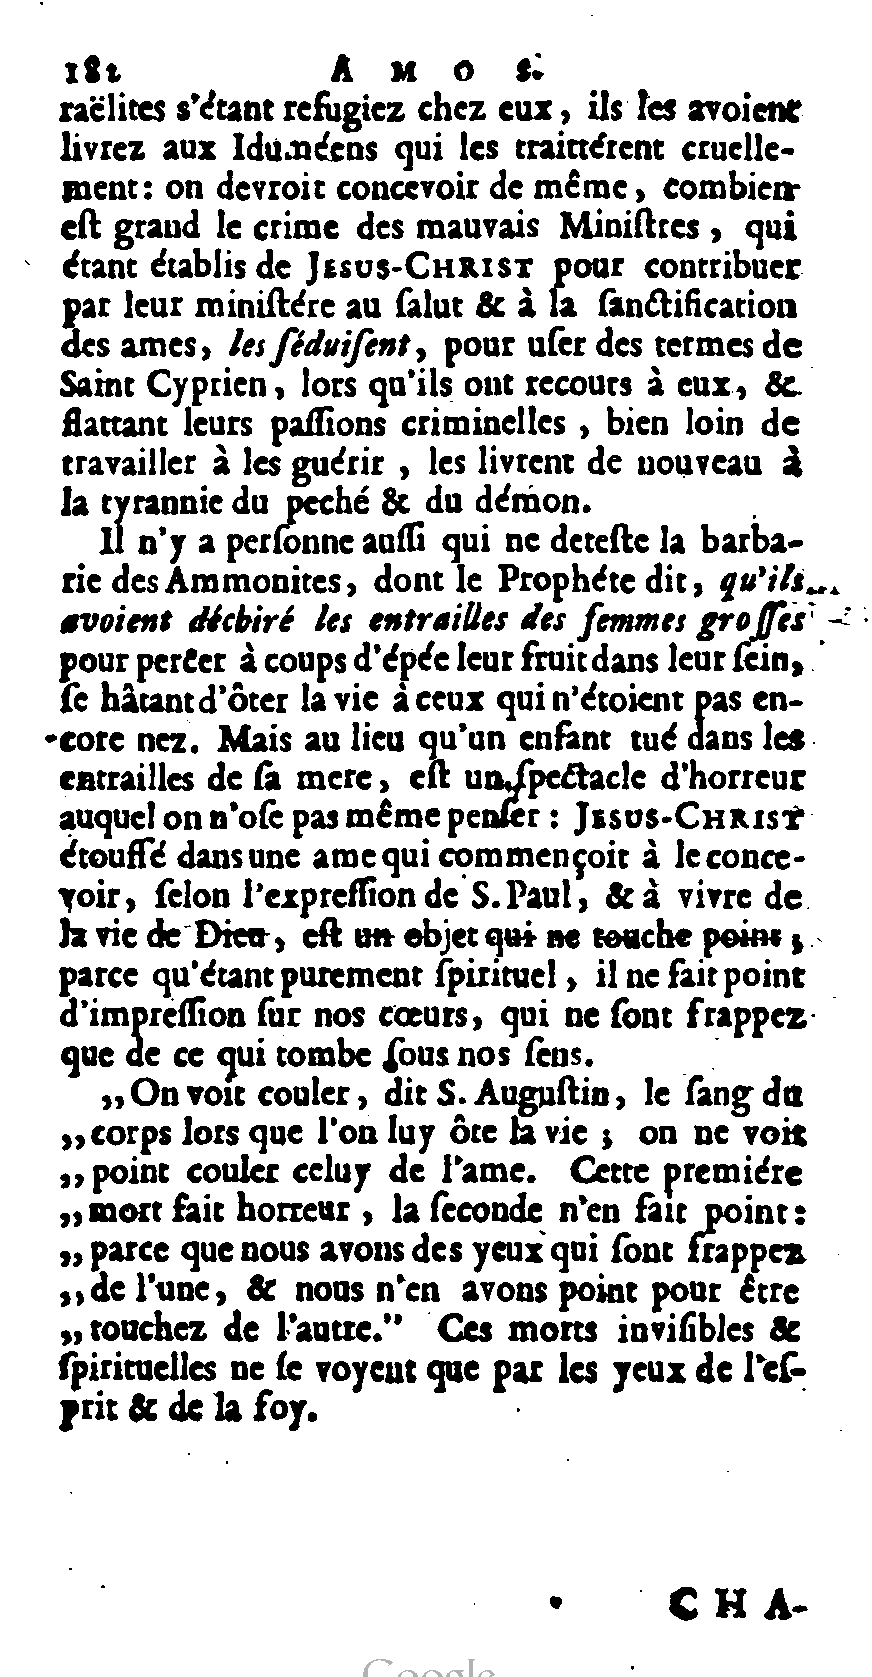 182 AMOS.
raëlites s'étant refugiez chez eux, ils les avoient
livrez aux Iduméens qui les traittérent cruelle-
ment: on devroit concevoir de même, combien
eſt grand le crime des mauvais Miniſtres, qui
étant établis de JESUS-CHRIST pour contribuer
par leur miniſtére au ſalut & à la ſanctification
des ames, les ſéduiſent, pour uſer des termes de
Saint Cyprien, lors qu'ils ont recours à eux, &
flattant leurs paſſions criminelles, bien loin de
travailler à les guérir, les livrent de nouveau à
la tyrannie du peché & du démon.
Il n'y a perſonne auſſi qui ne deteſte la barba-
rie des Ammonites, dont le Prophéte dit, qu'ils
avoient déchiré les entrailles des femmes groſſes
pour percer à coups d'épée leur fruit dans leur ſein,
ſe hâtant d'ôter la vie à ceux qui n'étoient pas en-
core nez. Mais au lieu qu'un enfant tué dans les
entrailles de ſa mere, eſt un ſpectacle d'horreur
auquel on n'oſe pas même penſer: JESUS-CHRIST
étouffé dans une ame qui commençoit à le conce-
voir, ſelon l'expreſſion de S. Paul, & à vivre de
la vie de Dieu, eſt un objet qui ne touche point;
parce qu'étant purement ſpirituel, il ne fait point
d'impreſſion ſur nos cœurs, qui ne ſont frappez
que de ce qui tombe ſous nos ſens.
,,On voit couler, dit S. Auguſtin, le ſang du
,,corps lors que l'on luy ôte la vie; on ne voit
,,point couler celuy de l'ame. Cette premiére
,,mort fait horreur, la ſeconde n'en fait point:
,,parce que nous avons des yeux qui ſont frappez
,,de l'une, & nous n'en avons point pour être
,,touchez de l'autre." Ces morts inviſibles &
ſpirituelles ne ſe voyent que par les yeux de l'eſ-
prit & de la foy.
CHA-
Google